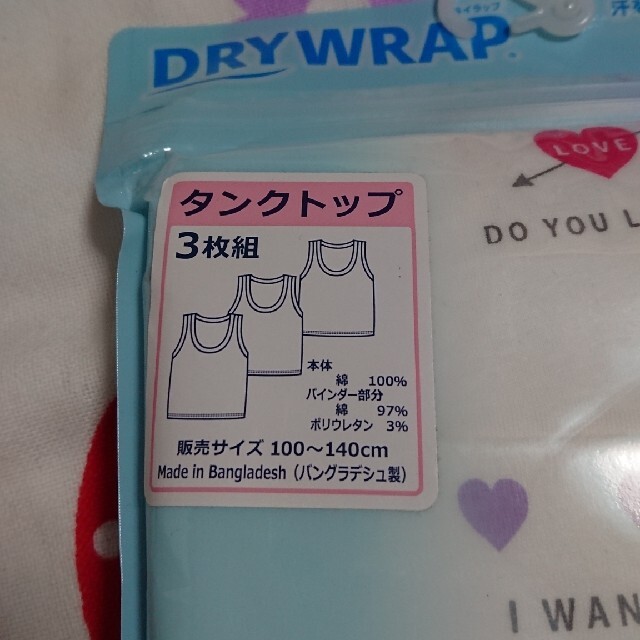 DRY WRAP
LOVE
DO YOU L
タンクトップ
3枚組
本体
綿 100%
バインダー部分
綿 97%
ポリウレタン 3%
販売サイズ 100～140cm
Made in Bangladesh（バングラデシュ製）
I WAN